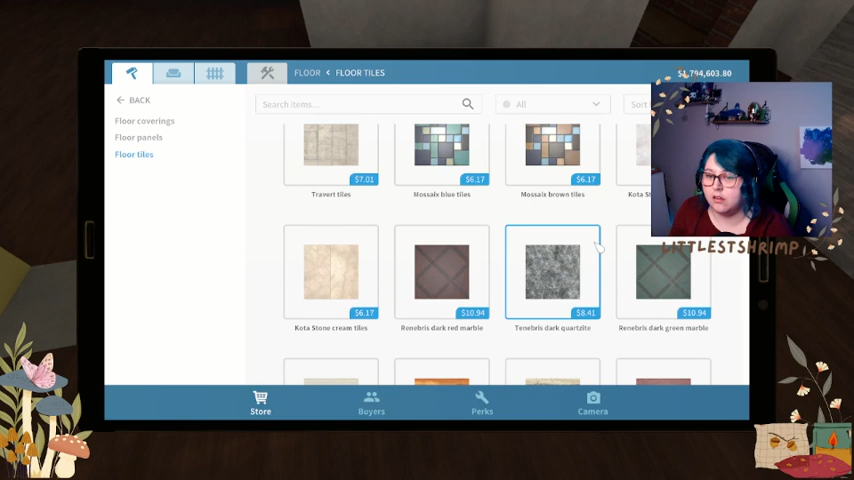 FLOOR < FLOOR TILES
$1,794,603.80
BACK
Search items...
All
Sort
Floor coverings
Floor panels
Floor tiles
$7.01
$6.17
$6.17
Travert tiles
Mossaix blue tiles
Mossaix brown tiles
Kota St
LITTLESTSHRIMP
$6.17
$10.94
$8.41
$10.94
Kota Stone cream tiles
Renebris dark red marble
Tenebris dark quartzite
Renebris dark green marble
Store
Buyers
Perks
Camera